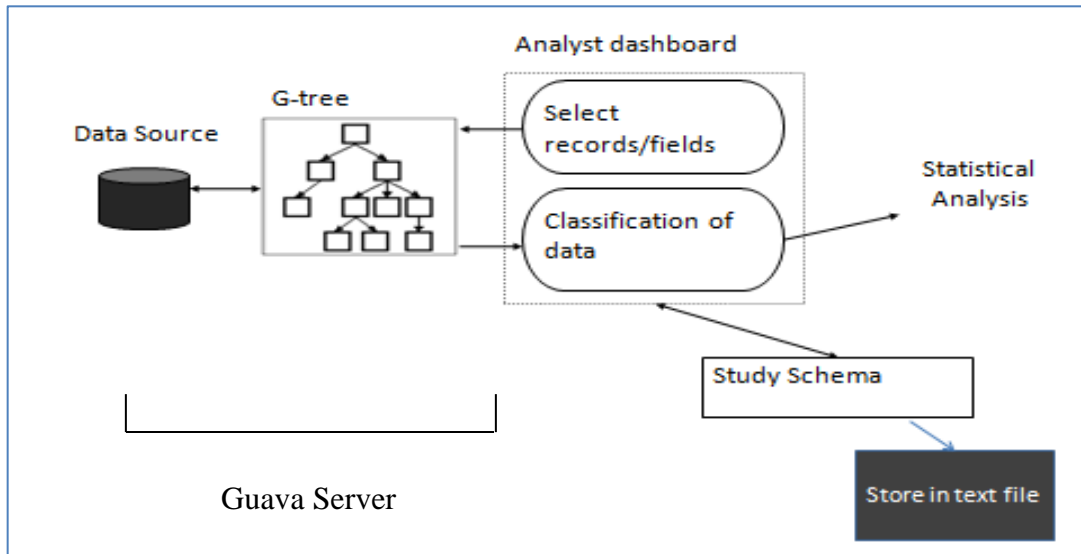 Analyst dashboard
G-tree
Data Source
Select
records/fields
Statistical
Analysis
Classification of
data
Study Schema
Store in text file
Guava Server